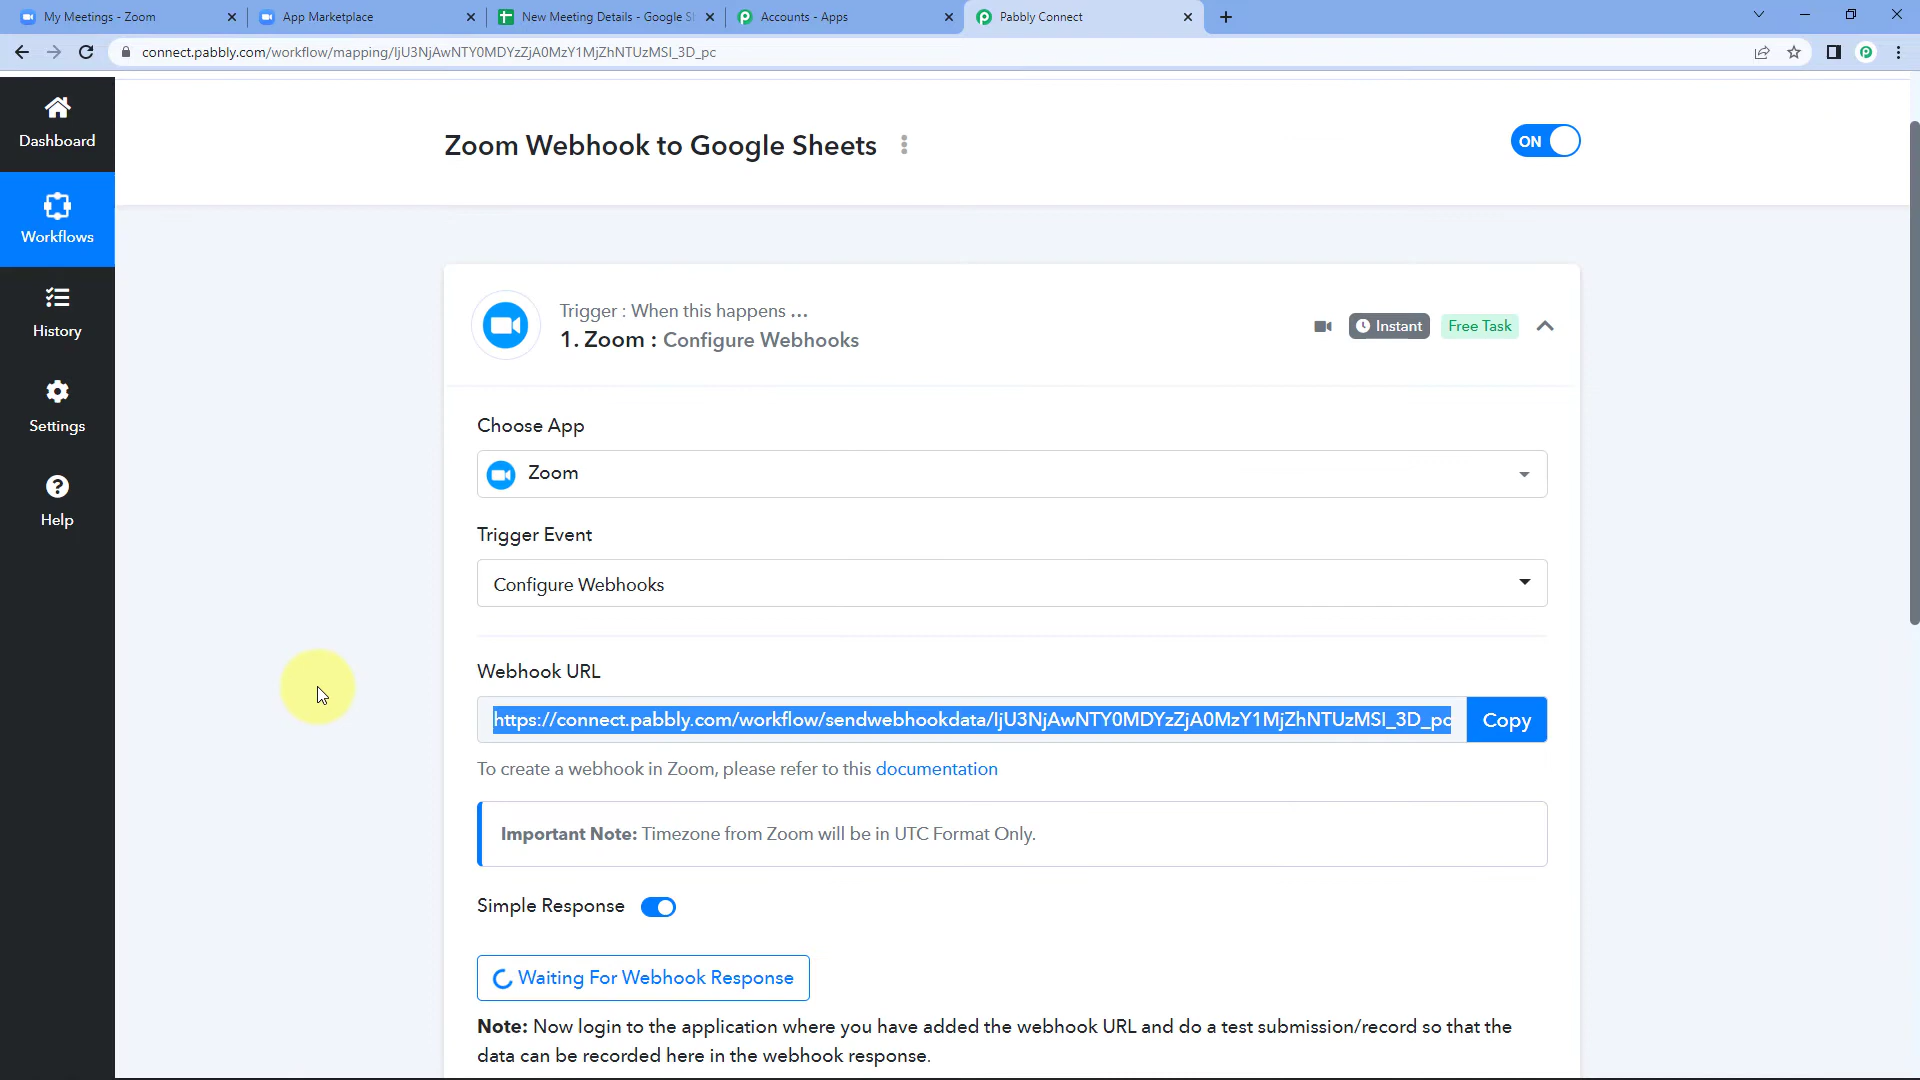 My Meetings - Zoom
App Marketplace
New Meeting Details - Google S
Accounts - Apps
Pabbly Connect
connect.pabbly.com/workflow/mapping/IjU3NjAwNTY0MDYzZjA0MzY1MjZhNTUzMSI_3D_pc
Dashboard
Workflows
History
Settings
Help
Zoom Webhook to Google Sheets
ON
Trigger : When this happens ...
1. Zoom : Configure Webhooks
Instant
Free Task
Choose App
Zoom
Trigger Event
Configure Webhooks
Webhook URL
https://connect.pabbly.com/workflow/sendwebhookdata/IjU3NjAwNTY0MDYzZjA0MzY1MjZhNTUzMSI_3D_pc
Copy
To create a webhook in Zoom, please refer to this documentation
Important Note: Timezone from Zoom will be in UTC Format Only.
Simple Response
Waiting For Webhook Response
Note: Now login to the application where you have added the webhook URL and do a test submission/record so that the
data can be recorded here in the webhook response.